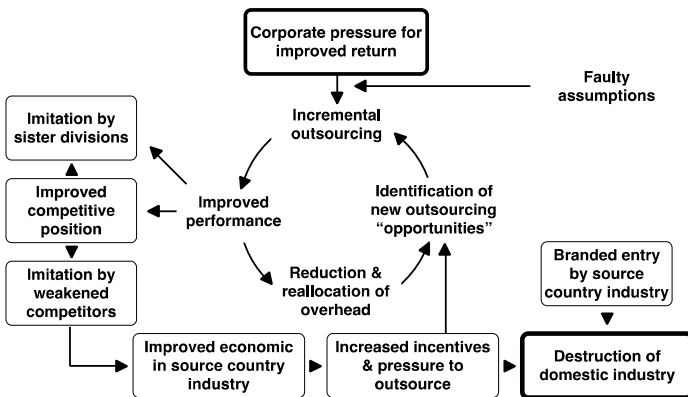 Corporate pressure for
improved return
Faulty
assumptions
Imitation by
sister divisions
Incremental
outsourcing
Improved
competitive
position
Improved
performance
Identification of
new outsourcing
“opportunities”
Imitation by
weakened
competitors
Reduction &
reallocation of
overhead
Branded entry
by source
country industry
Improved economic
in source country
industry
Increased incentives
& pressure to
outsource
Destruction of
domestic industry